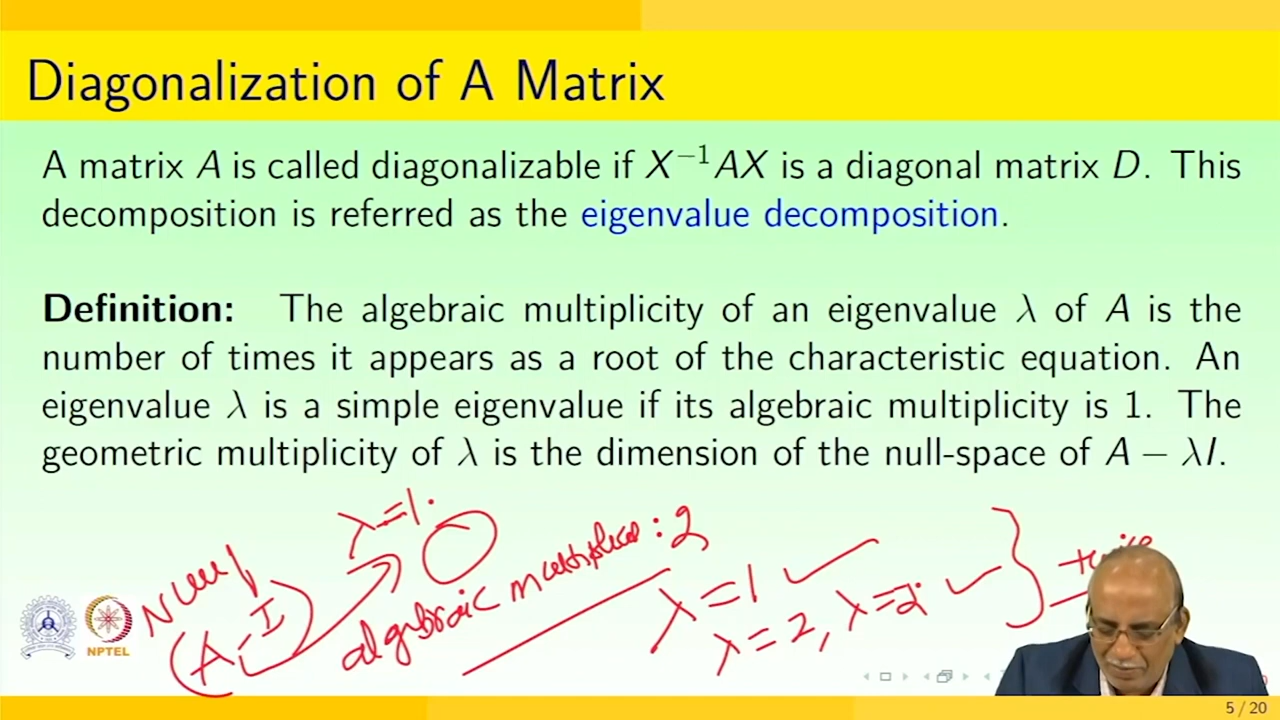 Diagonalization of A Matrix
A matrix A is called diagonalizable if X⁻¹AX is a diagonal matrix D. This
decomposition is referred as the eigenvalue decomposition.
Definition: The algebraic multiplicity of an eigenvalue λ of A is the
number of times it appears as a root of the characteristic equation. An
eigenvalue λ is a simple eigenvalue if its algebraic multiplicity is 1. The
geometric multiplicity of λ is the dimension of the null-space of A − λI.
λ=1.
Null
(A-I)
algebraic : 2
λ=1
λ=2, λ=2
NPTEL
5 / 20